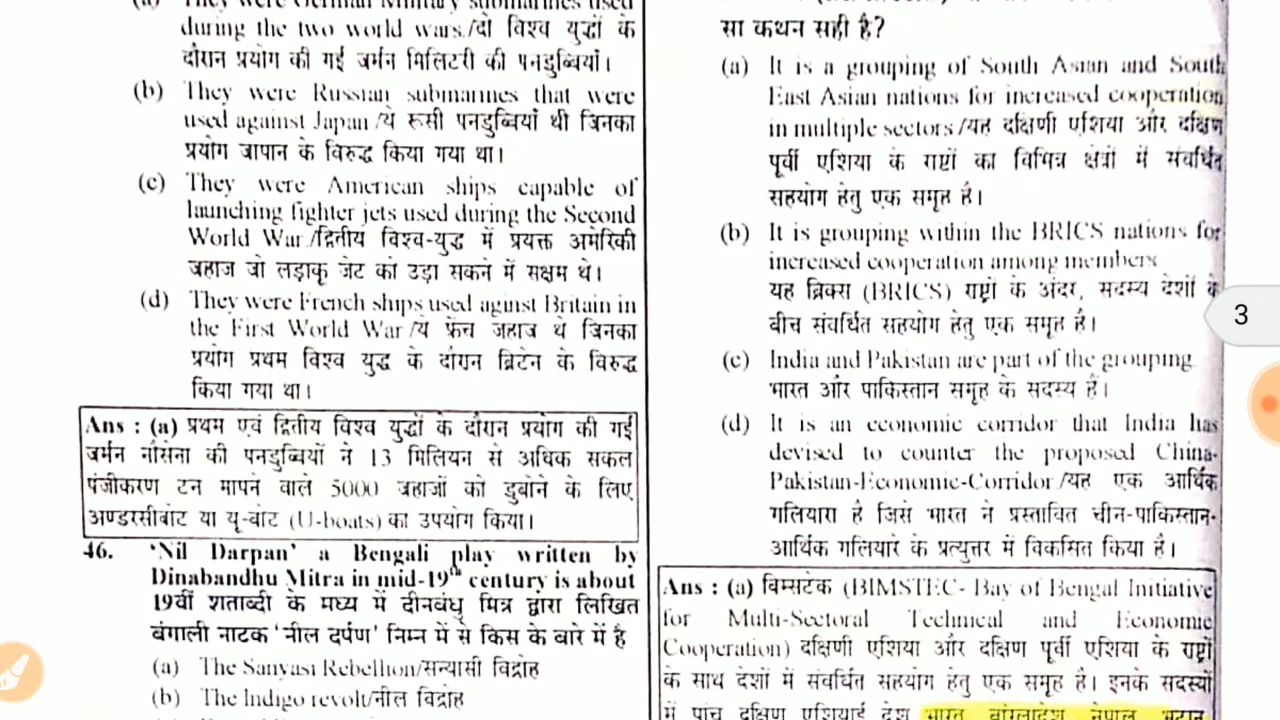 They were German Military submarines used
during the two world wars./दो विश्व युद्धों के
दौरान प्रयोग की गई जर्मन मिलिटरी की पनडुब्बियाँ।
(b) They were Russian submarines that were
used against Japan /ये रूसी पनडुब्बियाँ थी जिनका
प्रयोग जापान के विरुद्ध किया गया था।
(c) They were American ships capable of
launching fighter jets used during the Second
World War./द्वितीय विश्व-युद्ध में प्रयक्त अमेरिकी
जहाज जो लड़ाकू जेट को उड़ा सकने में सक्षम थे।
(d) They were French ships used aginst Britain in
the First World War/ये फ्रेंच जहाज थे जिनका
प्रयोग प्रथम विश्व युद्ध के दौरान ब्रिटेन के विरुद्ध
किया गया था।
Ans : (a) प्रथम एवं द्वितीय विश्व युद्धों के दौरान प्रयोग की गई
जर्मन नौसेना की पनडुब्बियों ने 13 मिलियन से अधिक सकल
पंजीकरण टन मापने वाले 5000 जहाजों को डुबोने के लिए
अण्डरसीबोट या यू-बोट (U-boats) का उपयोग किया।
46. 'Nil Darpan' a Bengali play written by
Dinabandhu Mitra in mid-19th century is about
19वीं शताब्दी के मध्य में दीनबंधु मित्र द्वारा लिखित
बंगाली नाटक 'नील दर्पण' निम्न में से किस के बारे में है
(a) The Sanyasi Rebellion/सन्यासी विद्रोह
(b) The Indigo revolt/नील विद्रोह
सा कथन सही है?
(a) It is a grouping of South Asian and South
East Asian nations for increased cooperation
in multiple sectors /यह दक्षिणी एशिया और दक्षिण
पूर्वी एशिया के राष्टों का विभिन्न क्षेत्रों में संवर्धित
सहयोग हेतु एक समूह है।
(b) It is grouping within the BRICS nations for
increased cooperation among members
यह ब्रिक्स (BRICS) राष्टों के अंदर, सदस्य देशों के
बीच संवर्धित सहयोग हेतु एक समूह है।
(c) India and Pakistan are part of the grouping
भारत और पाकिस्तान समूह के सदस्य हैं।
(d) It is an economic corridor that India has
devised to counter the proposed China-
Pakistan-Economic-Corridor./यह एक आर्थिक
गलियारा है जिसे भारत ने प्रस्तावित चीन-पाकिस्तान-
आर्थिक गलियारे के प्रत्युत्तर में विकसित किया है।
Ans : (a) बिम्सटेक (BIMSTEC- Bay of Bengal Initiative
for Multi-Sectoral Technical and Economic
Cooperation) दक्षिणी एशिया और दक्षिण पूर्वी एशिया के राष्टों
के साथ देशों में संवर्धित सहयोग हेतु एक समूह है। इनके सदस्यों
में पांच दक्षिण एशियाई देश भारत, बांग्लादेश, नेपाल, भूटान,
3